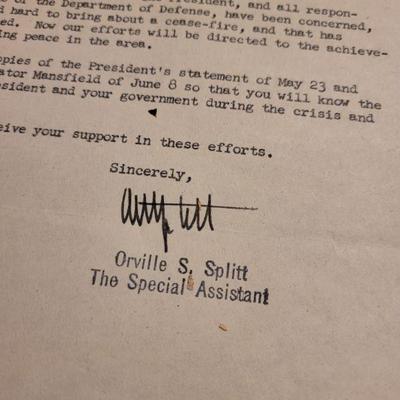 of the Department of Defense, have been concerned,
hard to bring about a cease-fire, and that has
Now our efforts will be directed to the achieve-
peace in the area.
opies of the President's statement of May 23 and
ator Mansfield of June 8 so that you will know the
esident and your government during the crisis and
eive your support in these efforts.
Sincerely,
Orville S. Splitt
The Special Assistant